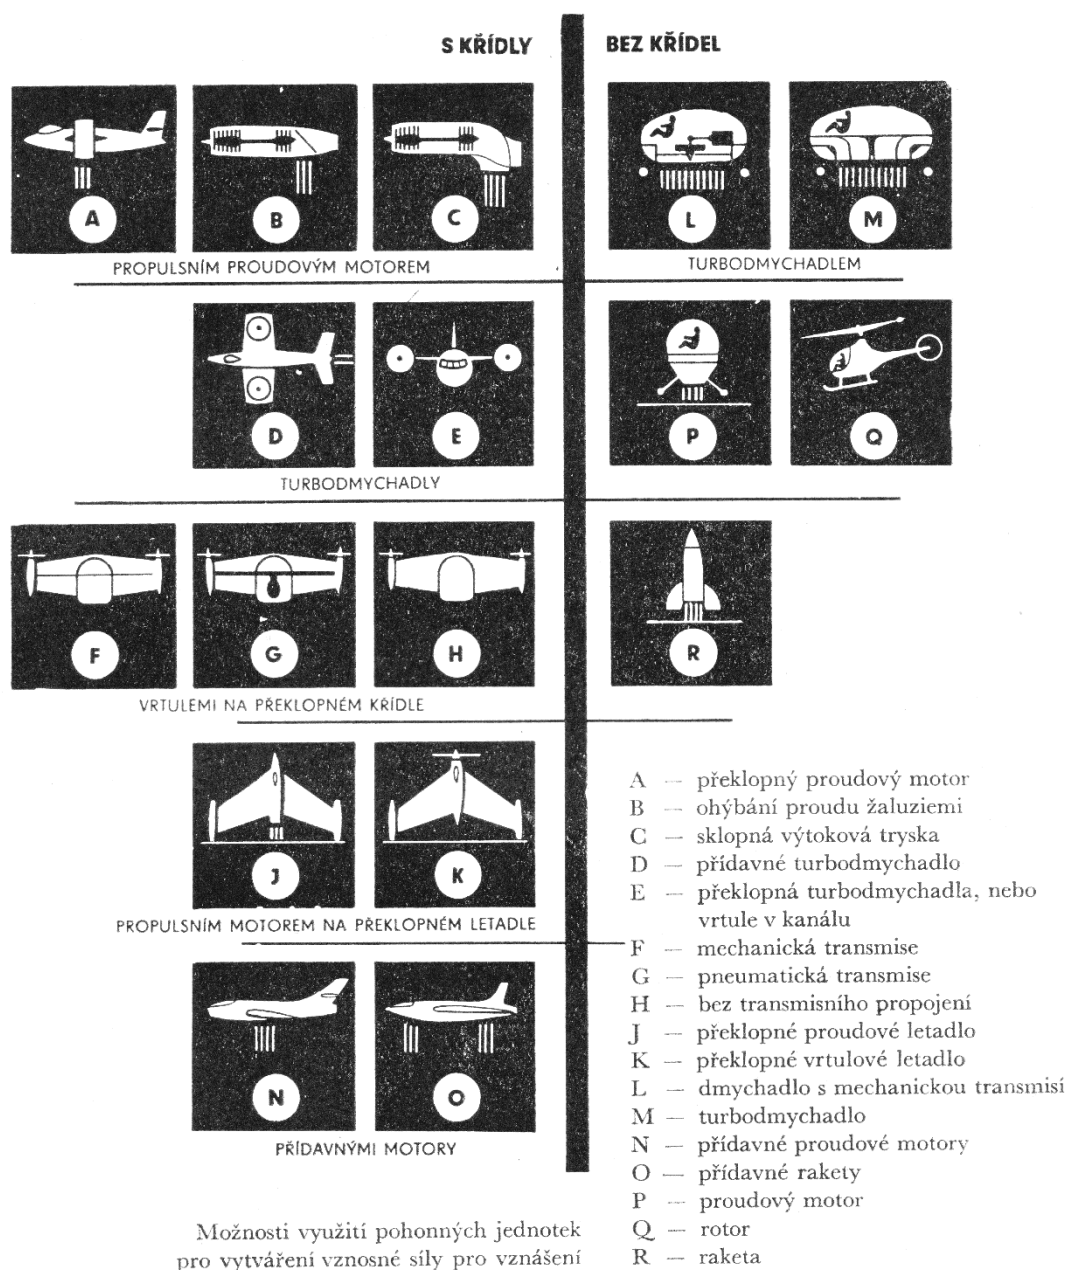 S KŘÍDLY
BEZ KŘÍDEL
A
B
C
L
M
PROPULSNÍM PROUDOVÝM MOTOREM
TURBODMYCHADLEM
D
E
P
Q
TURBODMYCHADLY
F
G
H
R
VRTULEMI NA PŘEKLOPNÉM KŘÍDLE
J
K
PROPULSNÍM MOTOREM NA PŘEKLOPNÉM LETADLE
N
O
PŘÍDAVNÝMI MOTORY
A — překlopný proudový motor
B — ohýbání proudu žaluziemi
C — sklopná výtoková tryska
D — přídavné turbodmychadlo
E — překlopná turbodmychadla, nebo
vrtule v kanálu
F — mechanická transmise
G — pneumatická transmise
H — bez transmisního propojení
J — překlopné proudové letadlo
K — překlopné vrtulové letadlo
L — dmychadlo s mechanickou transmisí
M — turbodmychadlo
N — přídavné proudové motory
O — přídavné rakety
P — proudový motor
Q — rotor
R — raketa
Možnosti využití pohonných jednotek
pro vytváření vznosné síly pro vznášení